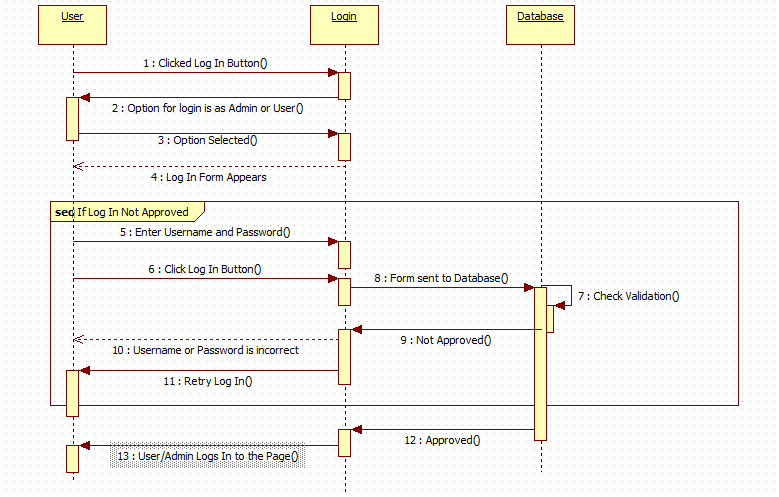 User
Login
Database
1 : Clicked Log In Button()
2 : Option for login is as Admin or User()
3 : Option Selected()
4 : Log In Form Appears
seq If Log In Not Approved
5 : Enter Username and Password()
6 : Click Log In Button()
8 : Form sent to Database()
7 : Check Validation()
9 : Not Approved()
10 : Username or Password is incorrect
11 : Retry Log In()
12 : Approved()
13 : User/Admin Logs In to the Page()